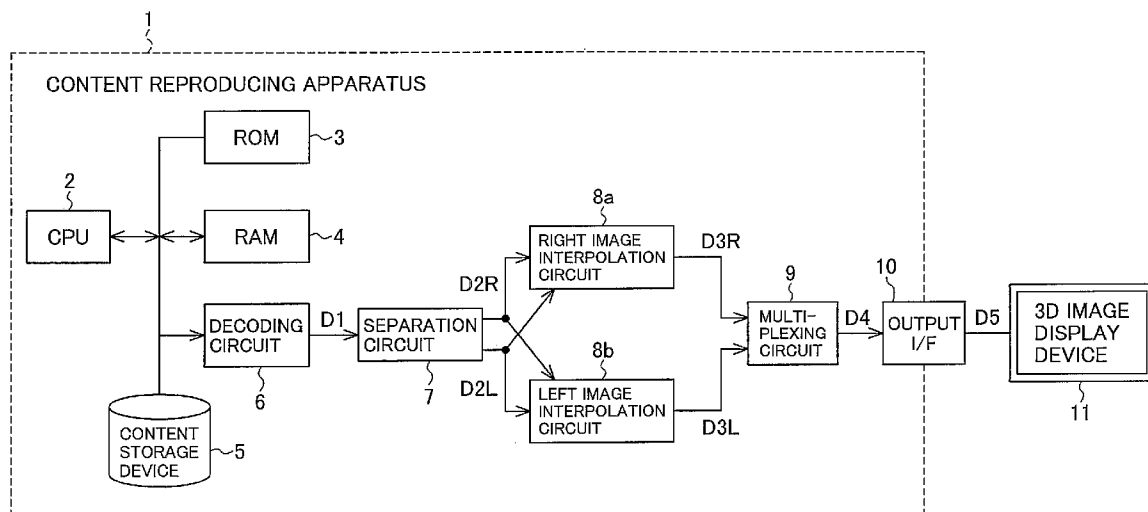 1
CONTENT REPRODUCING APPARATUS
ROM
3
2
CPU
RAM
4
8a
RIGHT IMAGE
INTERPOLATION
CIRCUIT
D3R
D2R
9
10
DECODING
CIRCUIT
D1
SEPARATION
CIRCUIT
MULTI-
PLEXING
CIRCUIT
D4
OUTPUT
I/F
D5
3D IMAGE
DISPLAY
DEVICE
6
7
D2L
8b
LEFT IMAGE
INTERPOLATION
CIRCUIT
D3L
11
CONTENT
STORAGE
DEVICE
5